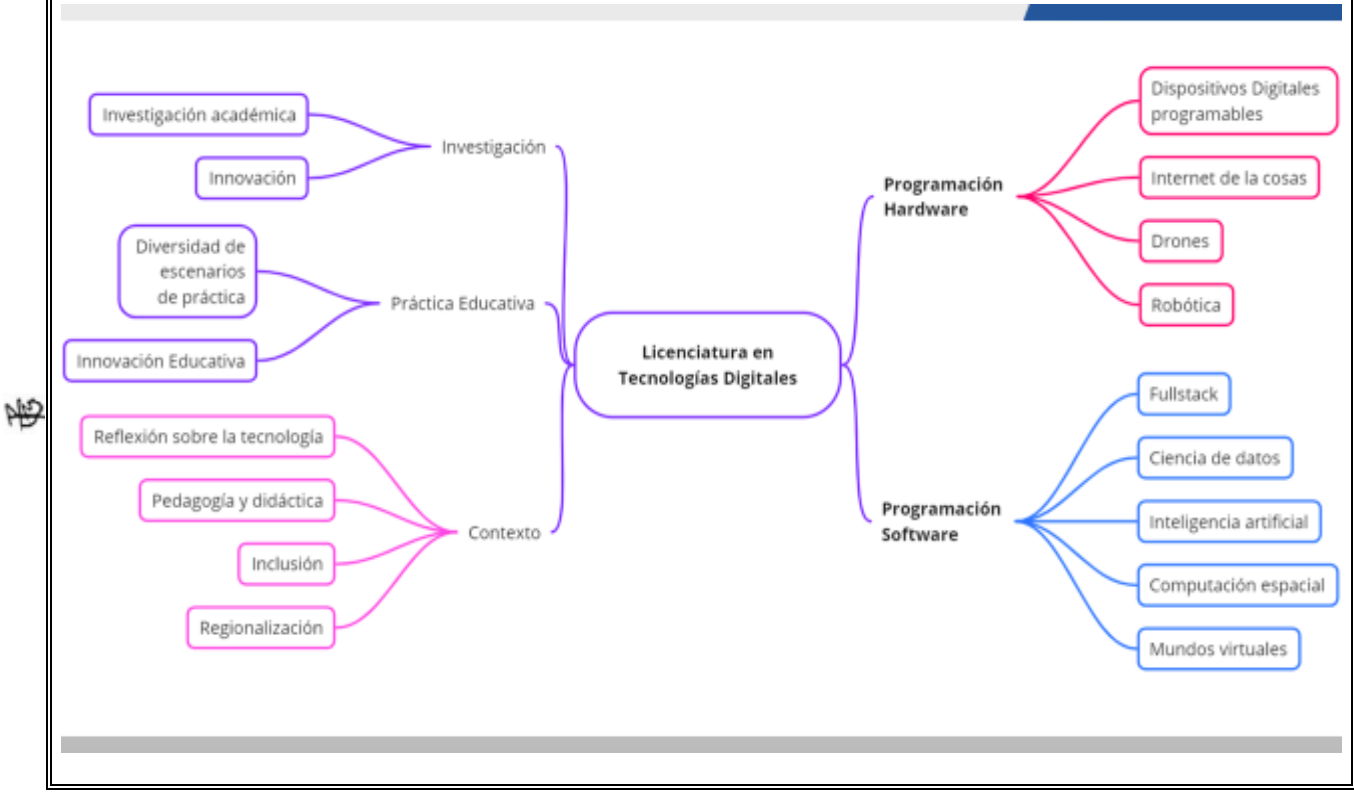 Investigación académica
Innovación
Investigación
Diversidad de
escenarios
de práctica
Innovación Educativa
Práctica Educativa
Reflexión sobre la tecnología
Pedagogía y didáctica
Inclusión
Regionalización
Contexto
Licenciatura en
Tecnologías Digitales
Programación
Hardware
Dispositivos Digitales
programables
Internet de la cosas
Drones
Robótica
Programación
Software
Fullstack
Ciencia de datos
Inteligencia artificial
Computación espacial
Mundos virtuales